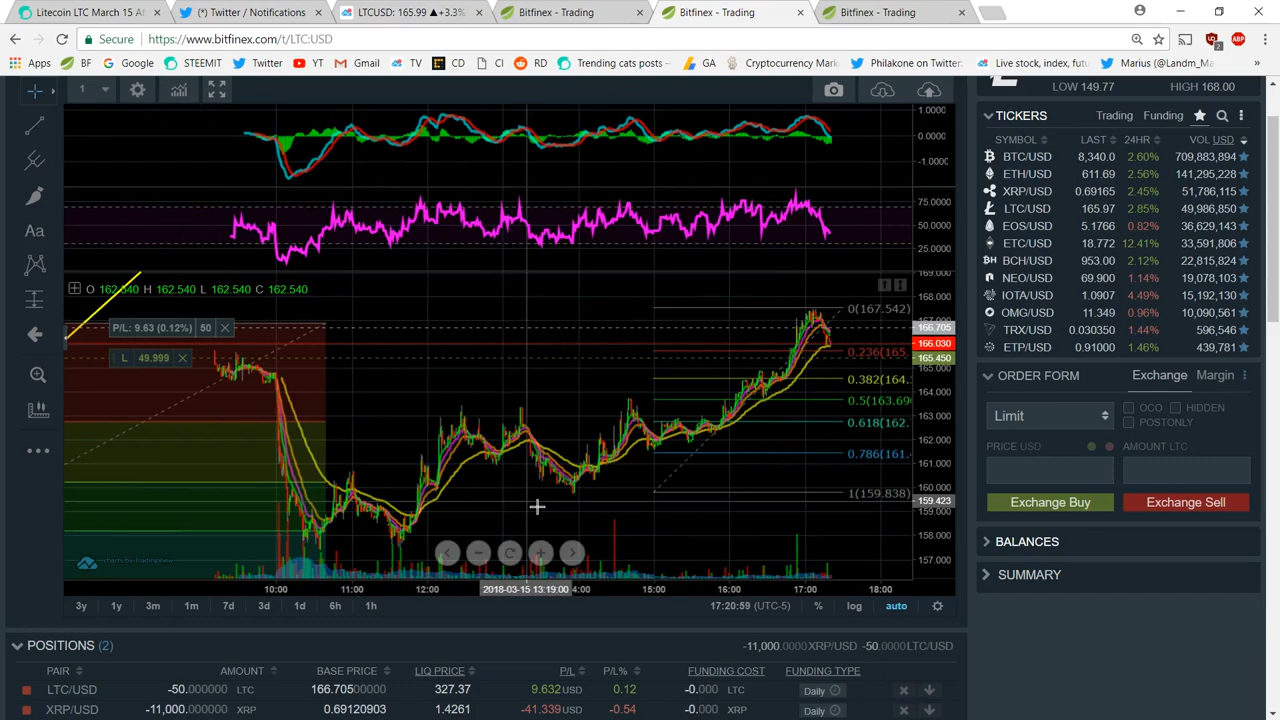 Litecoin LTC March 15 Af
(*) Twitter / Notifications
LTCUSD: 165.99 ▲+3.3%
Bitfinex - Trading
Bitfinex - Trading
Bitfinex - Trading
Secure
https://www.bitfinex.com/t/LTC:USD
Apps BF Google STEEMIT Twitter YT Gmail TV CD CI RD Trending cats posts - GA Cryptocurrency Mark Philakone on Twitter Live stock, index, futu Marius (@Landm_Ma
1
LOW 149.77 HIGH 168.00
TICKERS Trading Funding
SYMBOL LAST 24HR VOL USD
BTC/USD 8,340.0 2.60% 709,883,894
ETH/USD 611.69 2.56% 141,295,228
XRP/USD 0.69165 2.45% 51,786,115
LTC/USD 165.97 2.85% 49,986,850
EOS/USD 5.1766 0.82% 36,629,143
ETC/USD 18.772 12.41% 33,591,806
BCH/USD 953.00 2.12% 22,815,824
NEO/USD 69.900 1.14% 19,078,103
IOTA/USD 1.0907 4.49% 15,192,130
OMG/USD 11.349 0.96% 10,090,561
TRX/USD 0.030350 1.44% 596,546
ETP/USD 0.91000 1.46% 439,781
ORDER FORM Exchange Margin
Limit
OCO HIDDEN
POSTONLY
PRICE USD AMOUNT LTC
Exchange Buy Exchange Sell
BALANCES
SUMMARY
Aa
1.0000
0.0000
-1.0000
75.0000
50.0000
25.0000
O 162.540 H 162.540 L 162.540 C 162.540
P/L: 9.63 (0.12%) 50
L 49.999
0(167.542)
0.236(165.
0.382(164.
0.5(163.690
0.618(162.
0.786(161.
1(159.838)
169.000
168.000
166.705
166.030
165.450
165.000
164.000
163.000
162.000
161.000
160.000
159.423
159.000
158.000
157.000
charts by TradingView
10:00 11:00 12:00 2018-03-15 13:19:00 4:00 15:00 16:00 17:00 18:00
3y 1y 3m 1m 7d 3d 1d 6h 1h
17:20:59 (UTC-5) % log auto
POSITIONS (2)
-11,000.0000XRP/USD -50.0000LTC/USD
PAIR AMOUNT BASE PRICE LIQ PRICE P/L P/L% FUNDING COST FUNDING TYPE
LTC/USD -50.000000 LTC 166.70500000 327.37 9.632USD 0.12 -0.000 LTC Daily
XRP/USD -11,000.000000 XRP 0.69120903 1.4261 -41.339USD -0.54 -0.000 XRP Daily